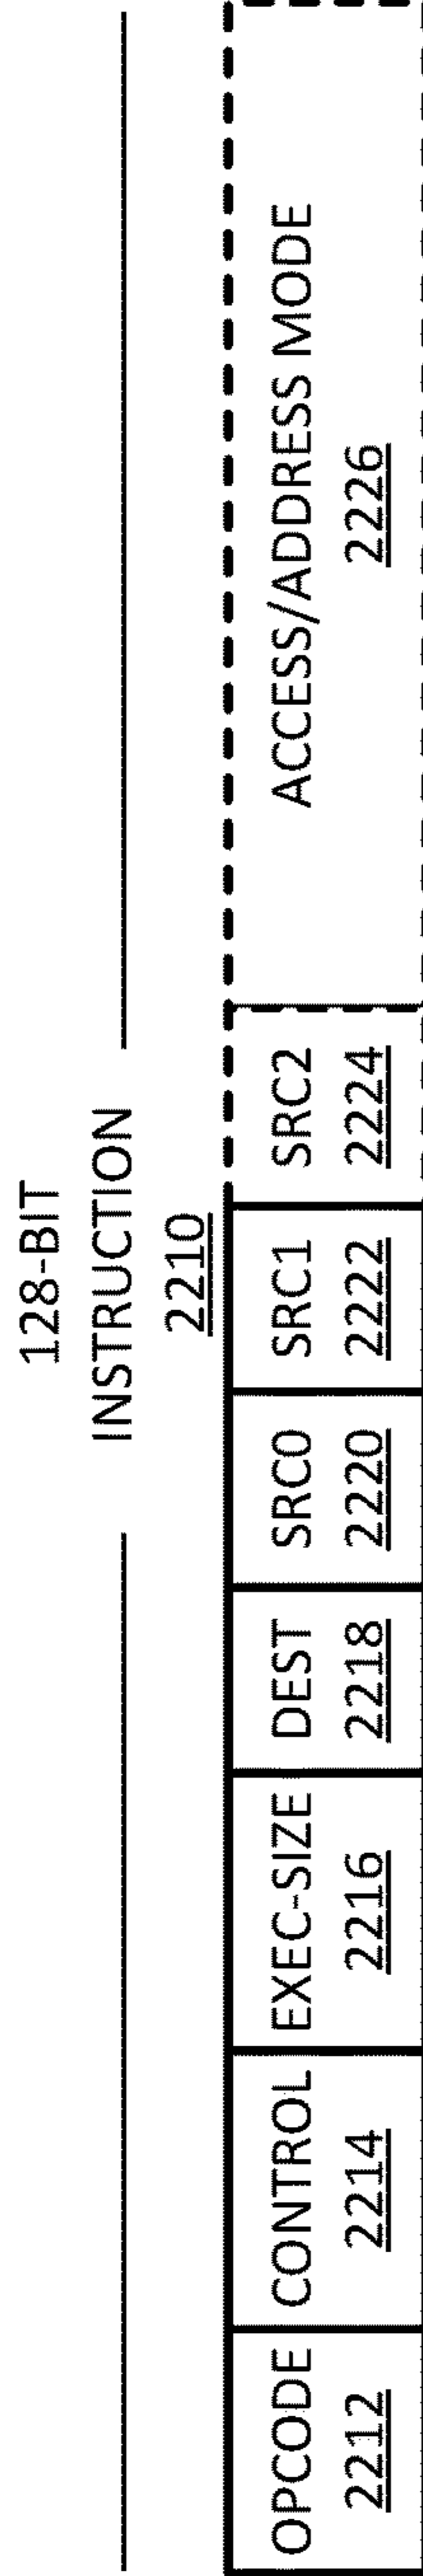 128-BIT
INSTRUCTION
2210
OPCODE
2212
CONTROL
2214
EXEC-SIZE
2216
DEST
2218
SRC0
2220
SRC1
2222
SRC2
2224
ACCESS/ADDRESS MODE
2226